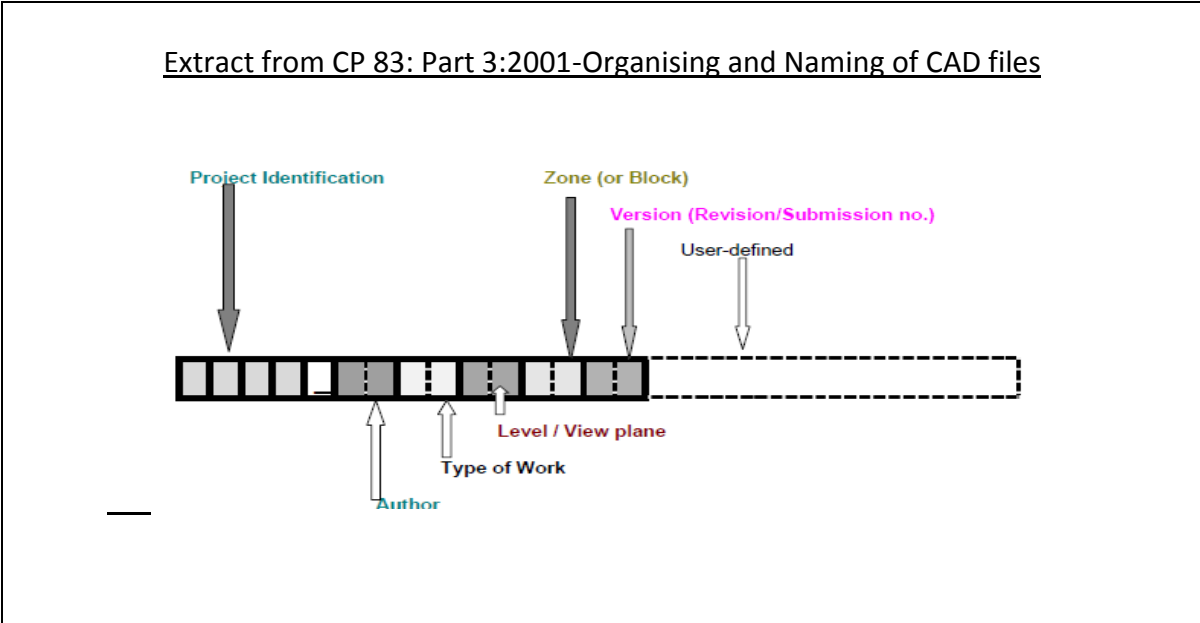 Extract from CP 83: Part 3:2001-Organising and Naming of CAD files
Project Identification
Zone (or Block)
Version (Revision/Submission no.)
User-defined
_
Level / View plane
Type of Work
Author